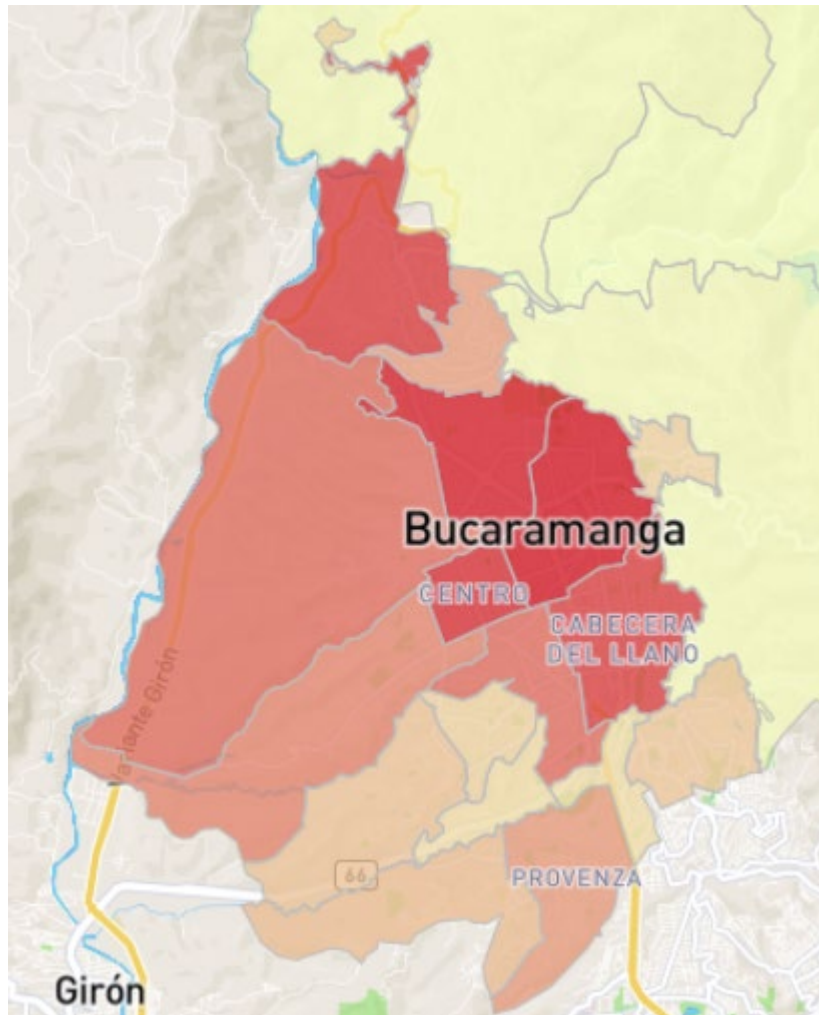 Bucaramanga
CENTRO
CABECERA
DEL LLANO
Variante Girón
66
PROVENZA
Girón